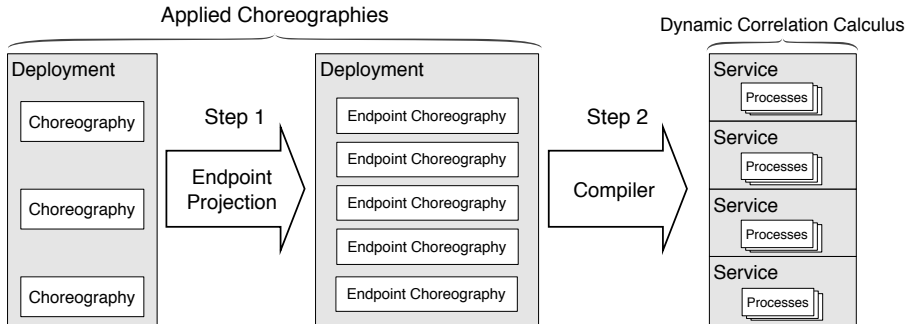 Applied Choreographies
Dynamic Correlation Calculus
Deployment
Choreography
Choreography
Choreography
Step 1
Endpoint
Projection
Deployment
Endpoint Choreography
Endpoint Choreography
Endpoint Choreography
Endpoint Choreography
Endpoint Choreography
Step 2
Compiler
Service
Processes
Service
Processes
Service
Processes
Service
Processes